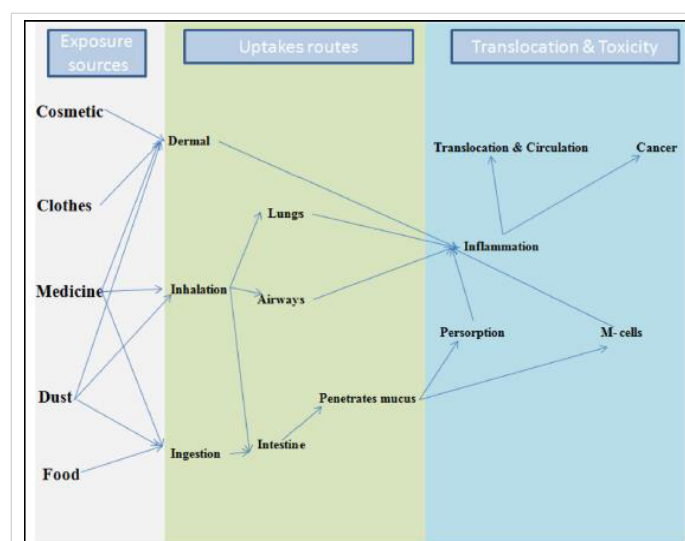 Exposure
sources
Uptakes routes
Translocation & Toxicity
Cosmetic
Dermal
Translocation & Circulation
Cancer
Clothes
Lungs
Inflammation
Medicine
Inhalation
Airways
Persorption
M- cells
Dust
Penetrates mucus
Food
Ingestion
Intestine